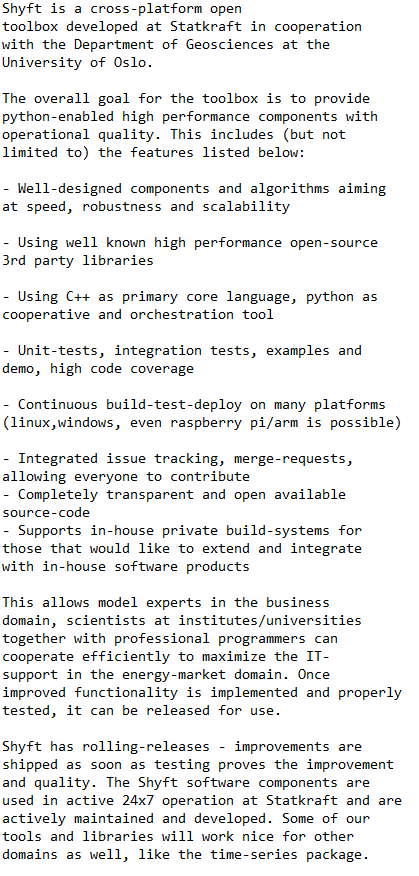 Shyft is a cross-platform open
toolbox developed at Statkraft in cooperation
with the Department of Geosciences at the
University of Oslo.
The overall goal for the toolbox is to provide
python-enabled high performance components with
operational quality. This includes (but not
limited to) the features listed below:
- Well-designed components and algorithms aiming
at speed, robustness and scalability
- Using well known high performance open-source
3rd party libraries
- Using C++ as primary core language, python as
cooperative and orchestration tool
- Unit-tests, integration tests, examples and
demo, high code coverage
- Continuous build-test-deploy on many platforms
(linux,windows, even raspberry pi/arm is possible)
- Integrated issue tracking, merge-requests,
allowing everyone to contribute
- Completely transparent and open available
source-code
- Supports in-house private build-systems for
those that would like to extend and integrate
with in-house software products
This allows model experts in the business
domain, scientists at institutes/universities
together with professional programmers can
cooperate efficiently to maximize the IT-
support in the energy-market domain. Once
improved functionality is implemented and properly
tested, it can be released for use.
Shyft has rolling-releases - improvements are
shipped as soon as testing proves the improvement
and quality. The Shyft software components are
used in active 24x7 operation at Statkraft and are
actively maintained and developed. Some of our
tools and libraries will work nice for other
domains as well, like the time-series package.